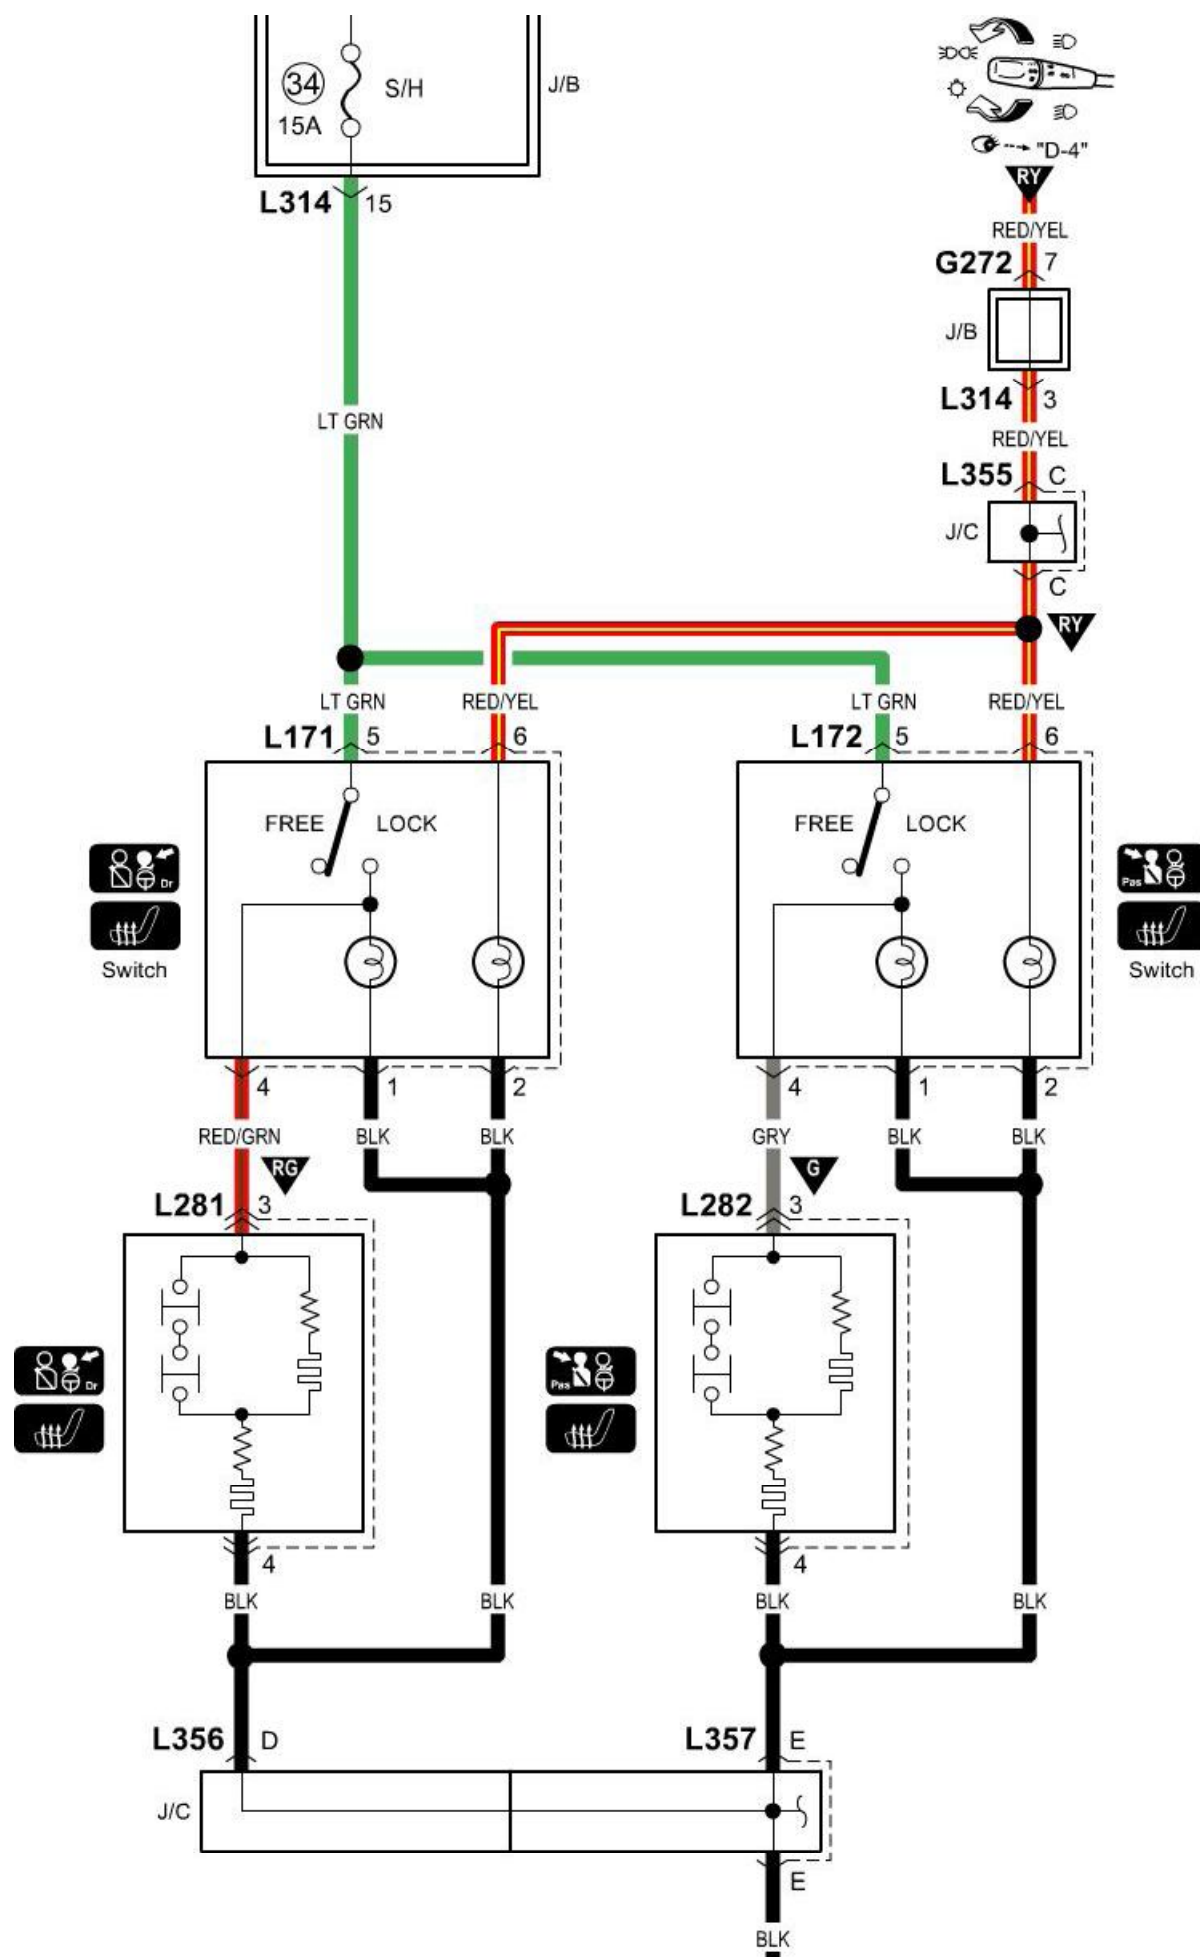 34
15A
S/H
J/B
"D-4"
RY
L314 15
RED/YEL
G272 7
J/B
L314 3
LT GRN
RED/YEL
L355 C
J/C
C
RY
LT GRN
RED/YEL
LT GRN
RED/YEL
L171 5
6
L172 5
6
FREE LOCK
FREE LOCK
Dr
Pas
Switch
Switch
4
1
2
4
1
2
RED/GRN
BLK
BLK
GRY
BLK
BLK
RG
G
L281 3
L282 3
Dr
Pas
4
4
BLK
BLK
BLK
BLK
L356 D
L357 E
J/C
E
BLK